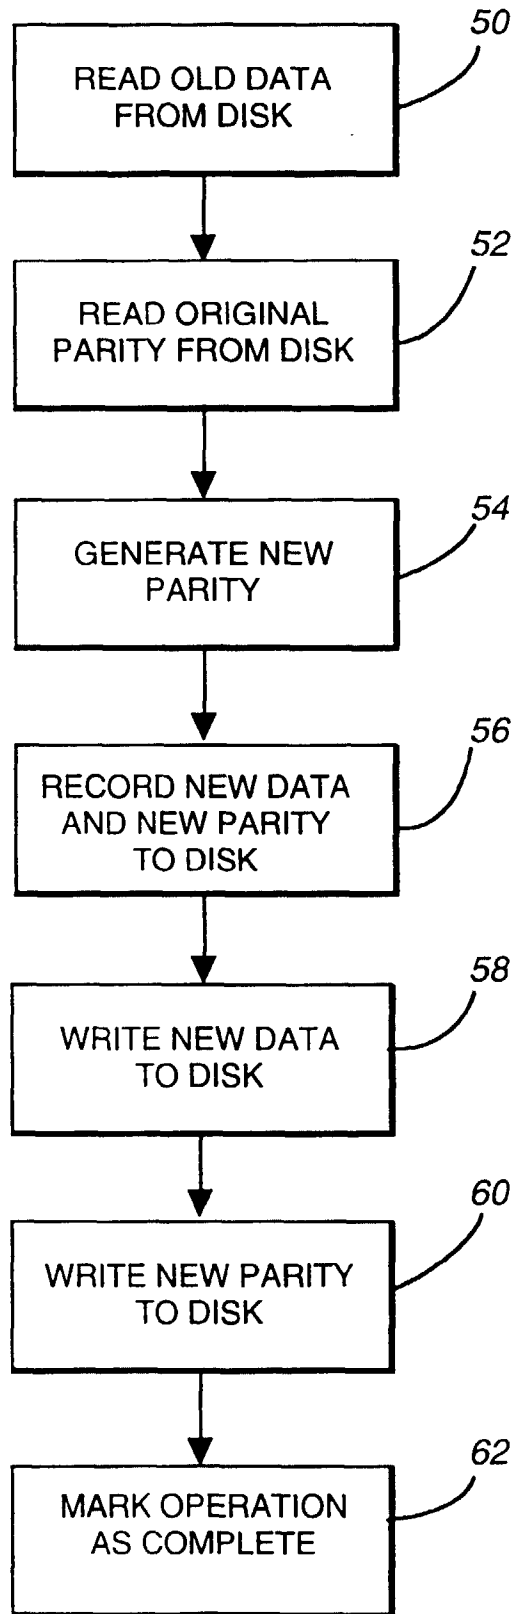 50
READ OLD DATA
FROM DISK
52
READ ORIGINAL
PARITY FROM DISK
54
GENERATE NEW
PARITY
56
RECORD NEW DATA
AND NEW PARITY
TO DISK
58
WRITE NEW DATA
TO DISK
60
WRITE NEW PARITY
TO DISK
62
MARK OPERATION
AS COMPLETE